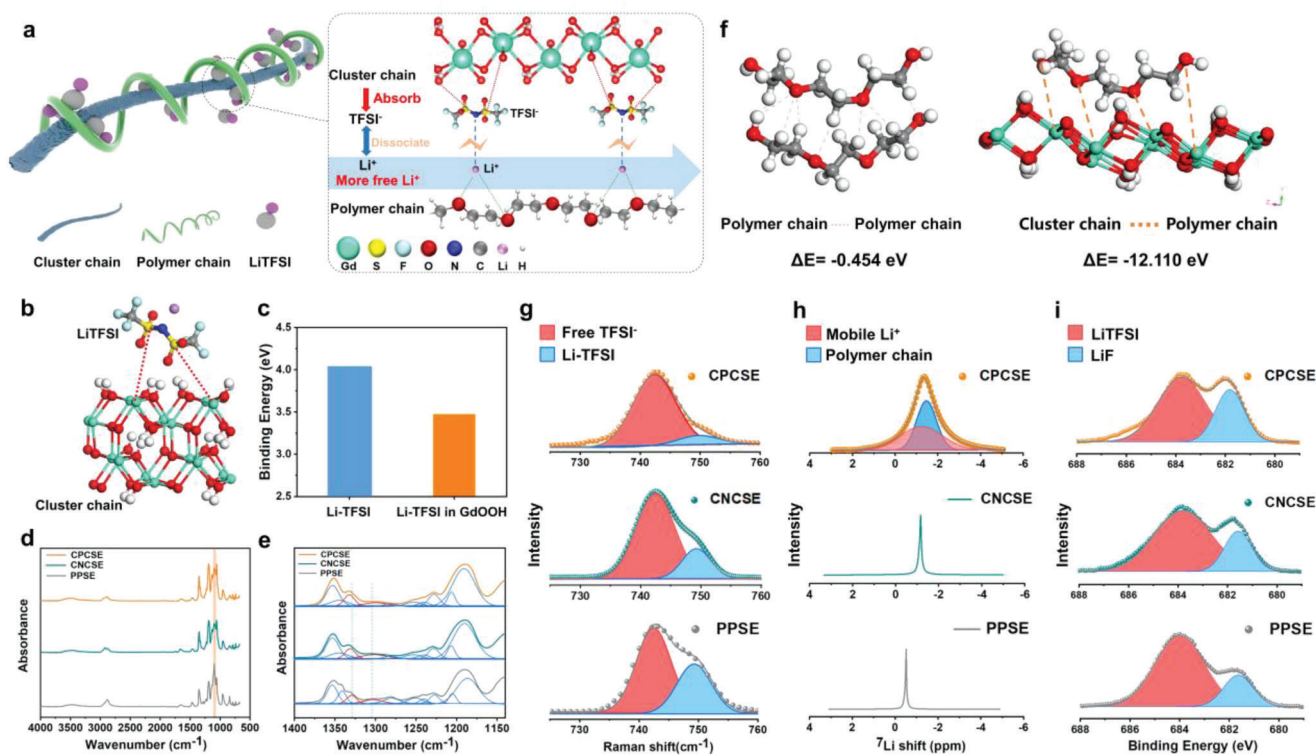 a
Cluster chain
Absorb
TFSI⁻
Dissociate
Li⁺
More free Li⁺
Polymer chain
TFSI⁻
Li⁺
Gd S F O N C Li H
Cluster chain Polymer chain LiTFSI
f
Polymer chain Polymer chain
ΔE= -0.454 eV
Cluster chain Polymer chain
ΔE= -12.110 eV
b
LiTFSI
Cluster chain
c
Binding Energy (eV)
4.5
4.0
3.5
3.0
2.5
Li-TFSI Li-TFSI in GdOOH
d
CPCSE
CNCSE
PPSE
Absorbance
4000 3500 3000 2500 2000 1500 1000 500
Wavenumber (cm⁻¹)
e
CPCSE
CNCSE
PPSE
Absorbance
1400 1350 1300 1250 1200 1150
Wavenumber (cm⁻¹)
g
Free TFSI⁻
Li-TFSI
CPCSE
730 740 750 760
CNCSE
730 740 750 760
PPSE
730 740 750 760
Intensity
Raman shift(cm⁻¹)
h
Mobile Li⁺
Polymer chain
CPCSE
3 2 0 -2 -4 -6
CNCSE
3 2 0 -2 -4 -6
PPSE
3 2 0 -2 -4 -6
Intensity
⁷Li shift (ppm)
i
LiTFSI
LiF
CPCSE
688 686 684 682 680
CNCSE
688 686 684 682 680
PPSE
688 686 684 682 680
Intensity
Binding Energy (eV)